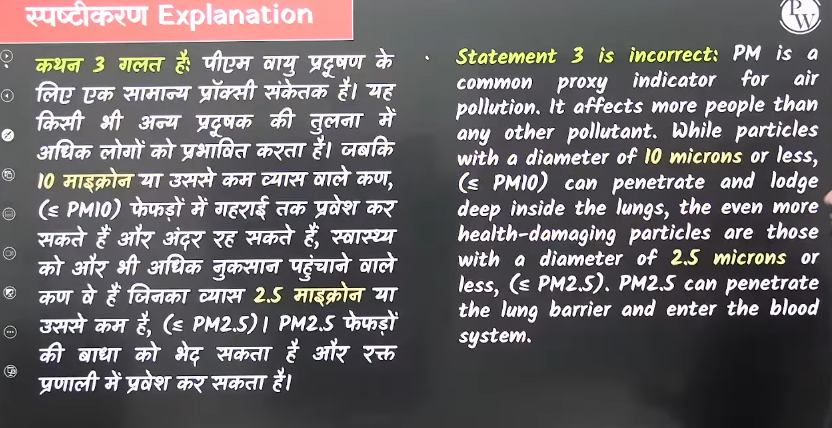 स्पष्टीकरण Explanation
PW
कथन 3 गलत है: पीएम वायु प्रदूषण के
लिए एक सामान्य प्रॉक्सी संकेतक है। यह
किसी भी अन्य प्रदूषक की तुलना में
अधिक लोगों को प्रभावित करता है। जबकि
10 माइक्रोन या उससे कम व्यास वाले कण,
(≤ PM10) फेफड़ों में गहराई तक प्रवेश कर
सकते हैं और अंदर रह सकते हैं, स्वास्थ्य
को और भी अधिक नुकसान पहुंचाने वाले
कण वे हैं जिनका व्यास 2.5 माइक्रोन या
उससे कम है, (≤ PM2.5)। PM2.5 फेफड़ों
की बाधा को भेद सकता है और रक्त
प्रणाली में प्रवेश कर सकता है।
Statement 3 is incorrect: PM is a
common proxy indicator for air
pollution. It affects more people than
any other pollutant. While particles
with a diameter of 10 microns or less,
(≤ PM10) can penetrate and lodge
deep inside the lungs, the even more
health-damaging particles are those
with a diameter of 2.5 microns or
less, (≤ PM2.5). PM2.5 can penetrate
the lung barrier and enter the blood
system.